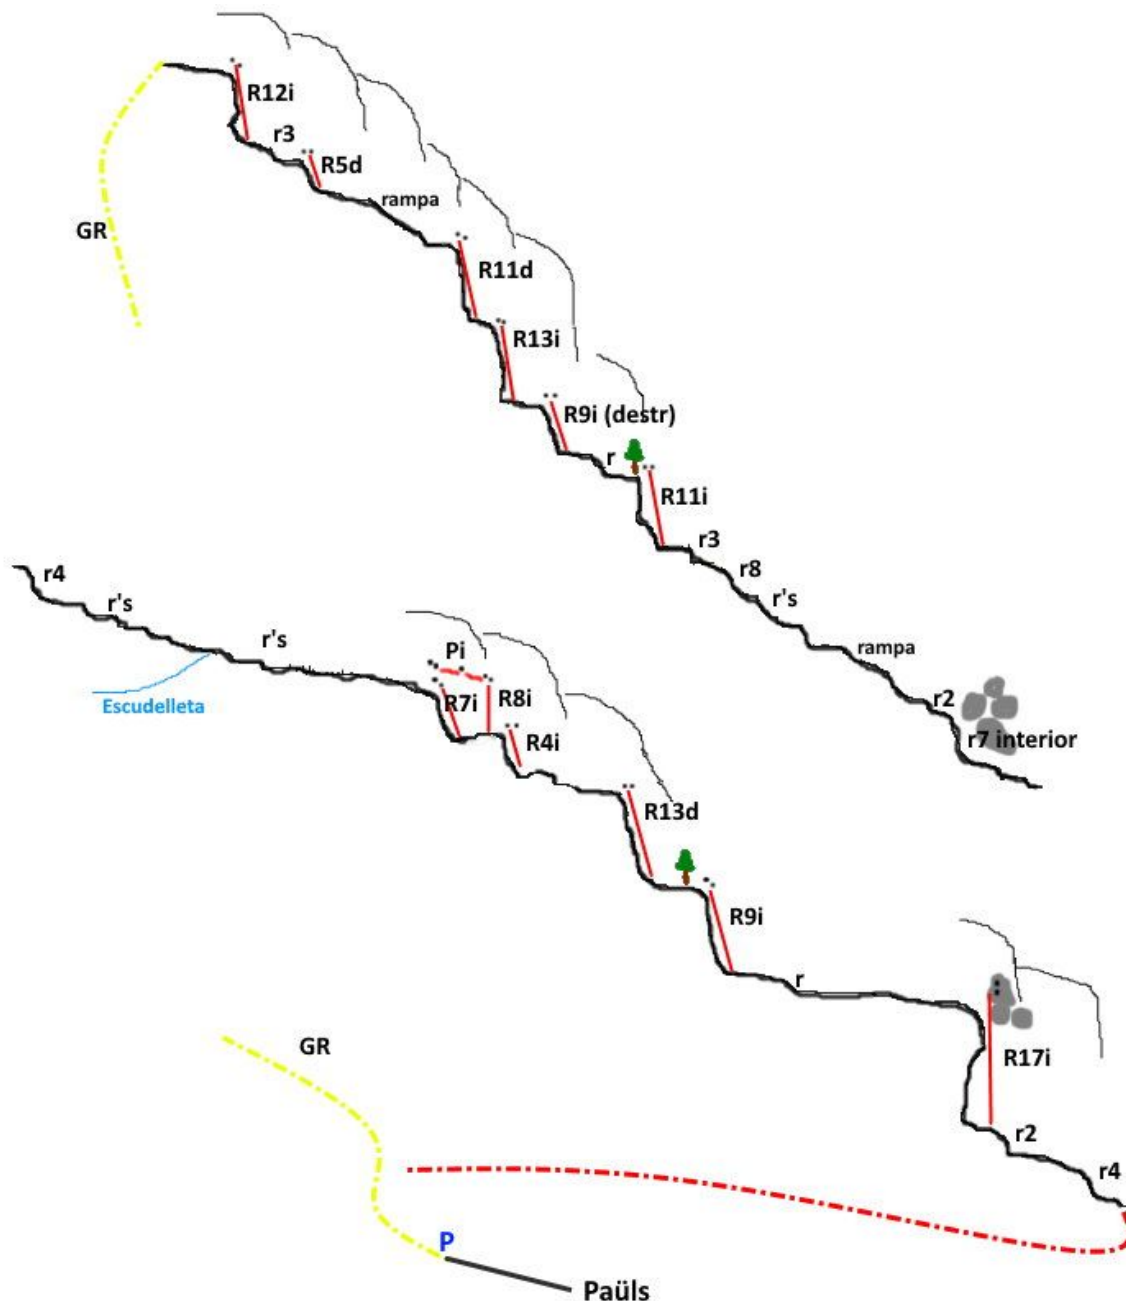 R12i
r3
R5d
rampa
GR
R11d
R13i
R9i (destr)
r
R11i
r3
r8
r's
rampa
r2
r7 interior
r4
r's
r's
Escudelleta
Pi
R7i
R8i
R4i
R13d
R9i
r
R17i
r2
r4
GR
P
Paüls